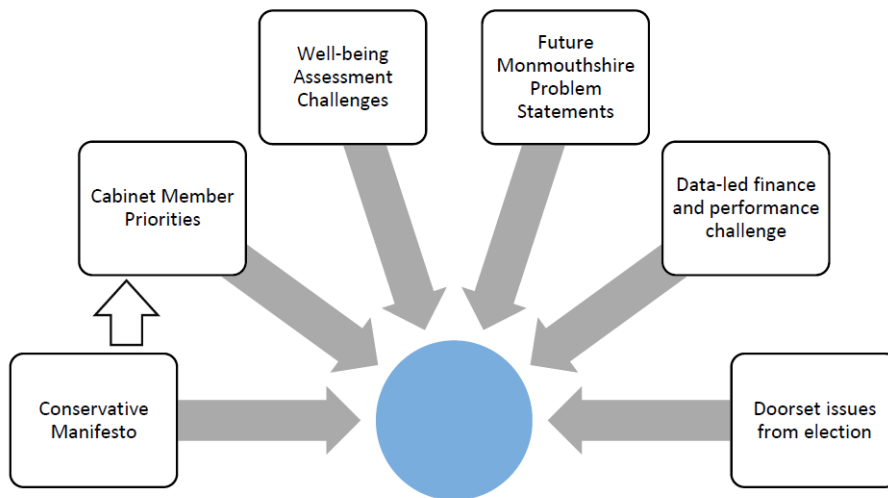 Well-being
Assessment
Challenges
Future
Monmouthshire
Problem
Statements
Cabinet Member
Priorities
Data-led finance
and performance
challenge
Conservative
Manifesto
Doorset issues
from election